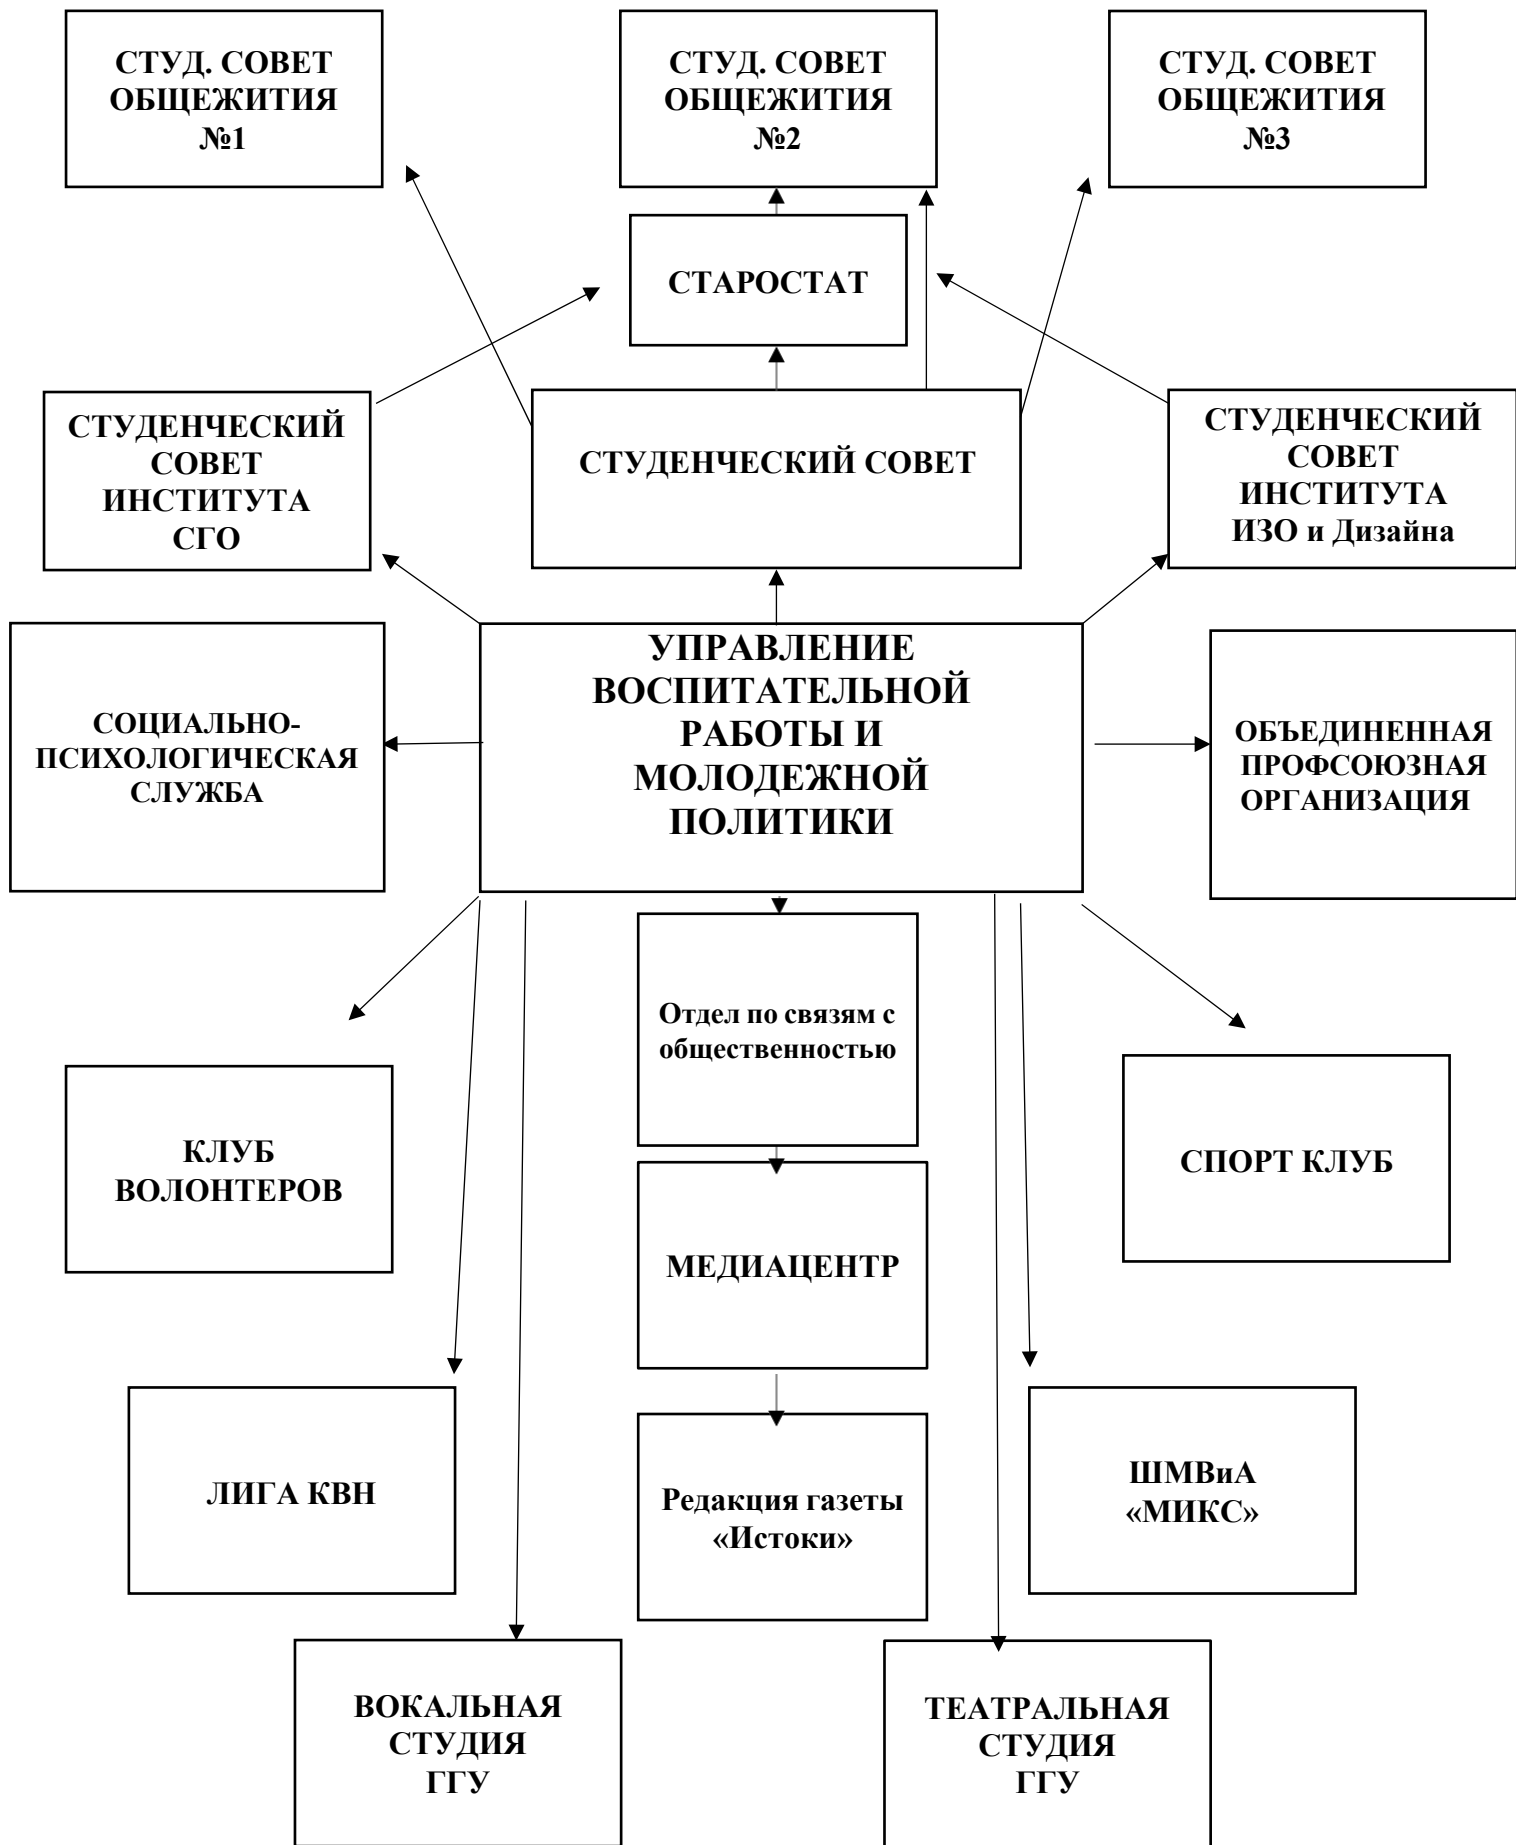 СТУД. СОВЕТ
ОБЩЕЖИТИЯ
№1
СТУД. СОВЕТ
ОБЩЕЖИТИЯ
№2
СТУД. СОВЕТ
ОБЩЕЖИТИЯ
№3
СТАРОСТАТ
СТУДЕНЧЕСКИЙ
СОВЕТ
ИНСТИТУТА
СГО
СТУДЕНЧЕСКИЙ СОВЕТ
СТУДЕНЧЕСКИЙ
СОВЕТ
ИНСТИТУТА
ИЗО и Дизайна
СОЦИАЛЬНО-
ПСИХОЛОГИЧЕСКАЯ
СЛУЖБА
УПРАВЛЕНИЕ
ВОСПИТАТЕЛЬНОЙ
РАБОТЫ И
МОЛОДЕЖНОЙ
ПОЛИТИКИ
ОБЪЕДИНЕННАЯ
ПРОФСОЮЗНАЯ
ОРГАНИЗАЦИЯ
Отдел по связям с
общественностью
КЛУБ
ВОЛОНТЕРОВ
МЕДИАЦЕНТР
СПОРТ КЛУБ
ЛИГА КВН
Редакция газеты
«Истоки»
ШМВиА
«МИКС»
ВОКАЛЬНАЯ
СТУДИЯ
ГГУ
ТЕАТРАЛЬНАЯ
СТУДИЯ
ГГУ